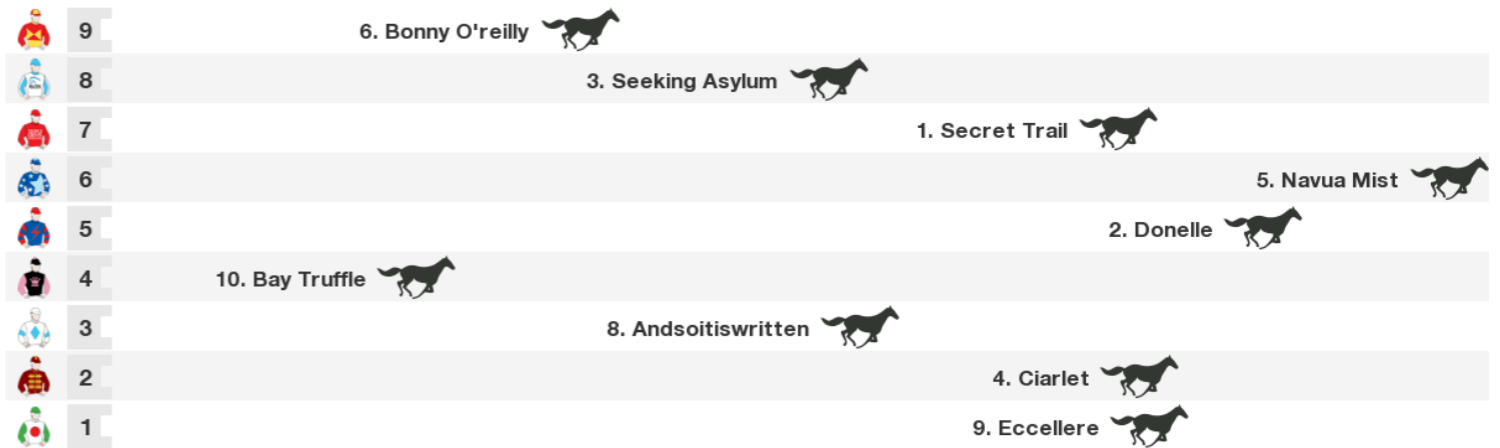 9 6. Bonny O'reilly
8 3. Seeking Asylum
7 1. Secret Trail
6 5. Navua Mist
5 2. Donelle
4 10. Bay Truffle
3 8. Andsoitiswritten
2 4. Ciarlet
1 9. Eccellere